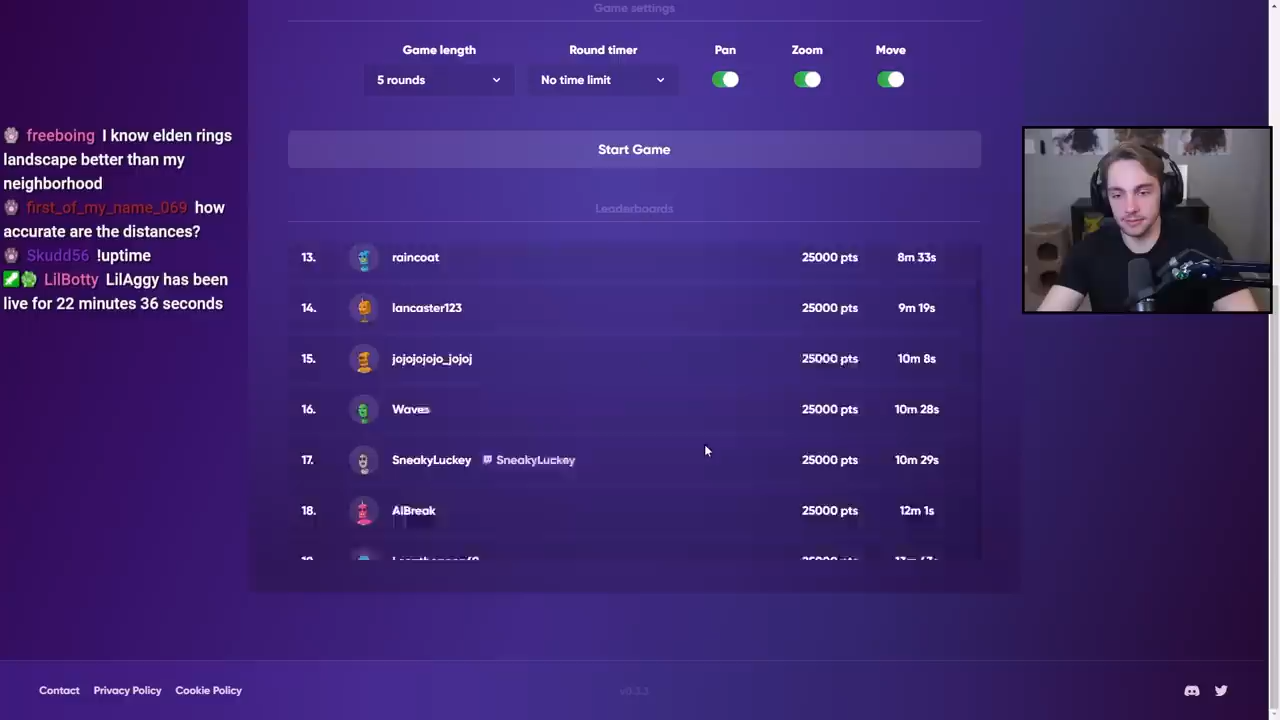 Game settings
Game length
Round timer
Pan
Zoom
Move
5 rounds
No time limit
Start Game
Leaderboards
freeboing I know elden rings
landscape better than my
neighborhood
first_of_my_name_069 how
accurate are the distances?
Skudd56 !uptime
LilBotty LilAggy has been
live for 22 minutes 36 seconds
13. raincoat 25000 pts 8m 33s
14. lancaster123 25000 pts 9m 19s
15. jojojojojo_jojoj 25000 pts 10m 8s
16. Waves 25000 pts 10m 28s
17. SneakyLuckey SneakyLuckey 25000 pts 10m 29s
18. AlBreak 25000 pts 12m 1s
Contact
Privacy Policy
Cookie Policy
v0.3.3